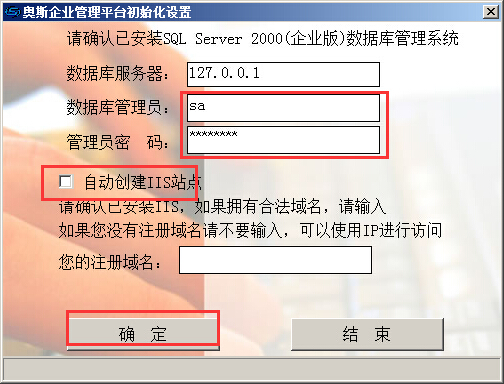 奥斯企业管理平台初始化设置
请确认已安装SQL Server 2000(企业版)数据库管理系统
数据库服务器: 127.0.0.1
数据库管理员: sa
管理员密 码: ********
自动创建IIS站点
请确认已安装IIS，如果拥有合法域名，请输入
如果您没有注册域名请不要输入，可以使用IP进行访问
您的注册域名:
确 定 结 束